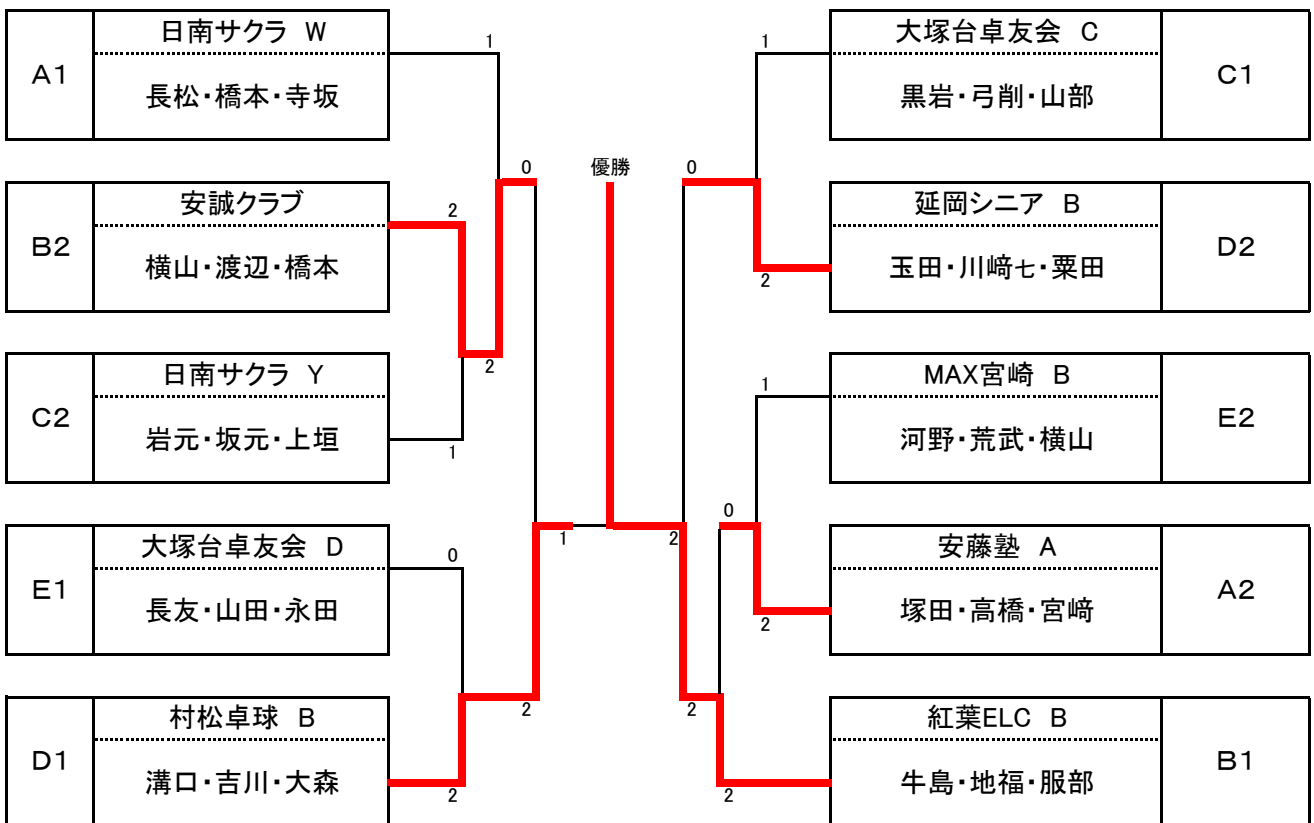 日南サクラ W
A1
長松・橋本・寺坂
安誠クラブ
B2
横山・渡辺・橋本
日南サクラ Y
C2
岩元・坂元・上垣
大塚台卓友会 D
E1
長友・山田・永田
村松卓球 B
D1
溝口・吉川・大森
1
2
1
0
2
2
2
0
優勝
1
2
0
2
1
2
1
0
2
2
2
大塚台卓友会 C
C1
黒岩・弓削・山部
延岡シニア B
D2
玉田・川﨑七・粟田
MAX宮崎 B
E2
河野・荒武・横山
安藤塾 A
A2
塚田・高橋・宮﨑
紅葉ELC B
B1
牛島・地福・服部